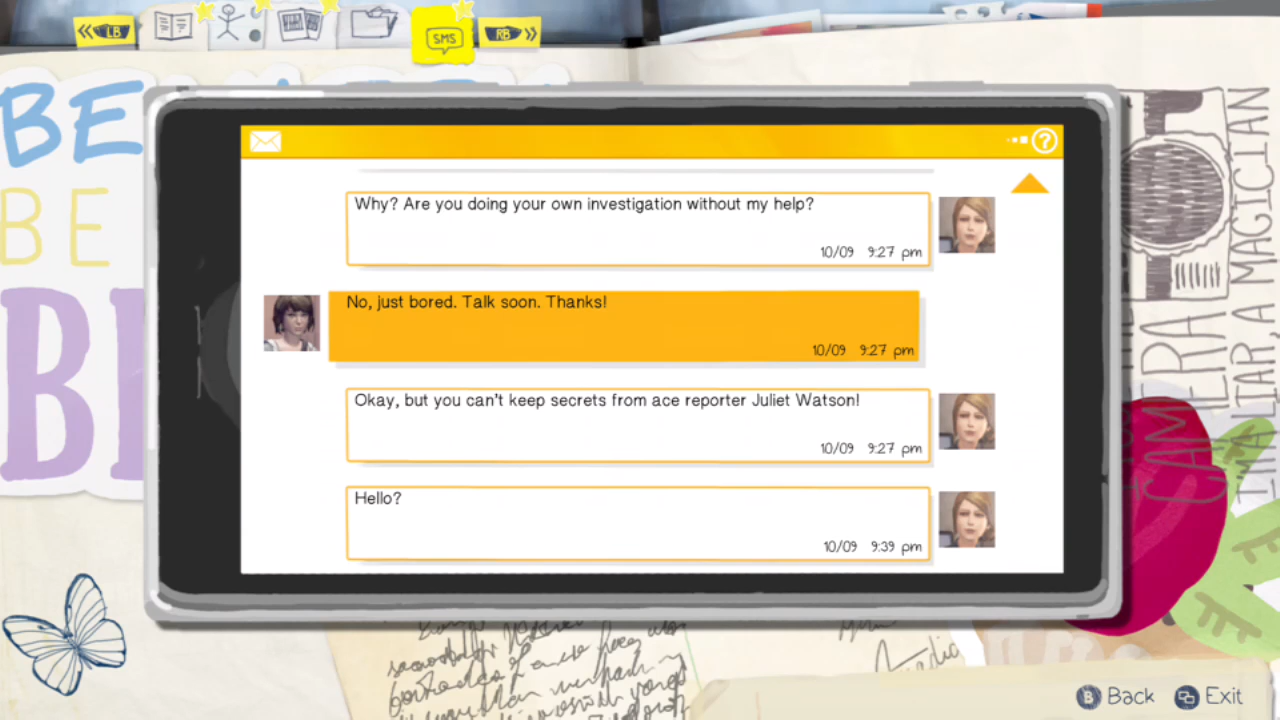 LB
SMS
RB
BE
BE
Why? Are you doing your own investigation without my help?
10/09 9:27 pm
No, just bored. Talk soon. Thanks!
10/09 9:27 pm
Okay, but you can't keep secrets from ace reporter Juliet Watson!
10/09 9:27 pm
Hello?
10/09 9:39 pm
CAMERA
LIAR, A MAGICIAN
B Back
Exit